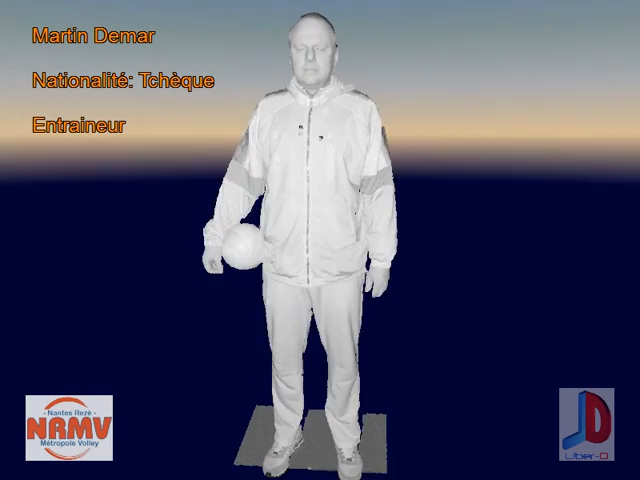 Martin Demar
Nationalité: Tchèque
Entraineur
- Nantes Rezé -
NRMV
Métropole Volley
Liber-D